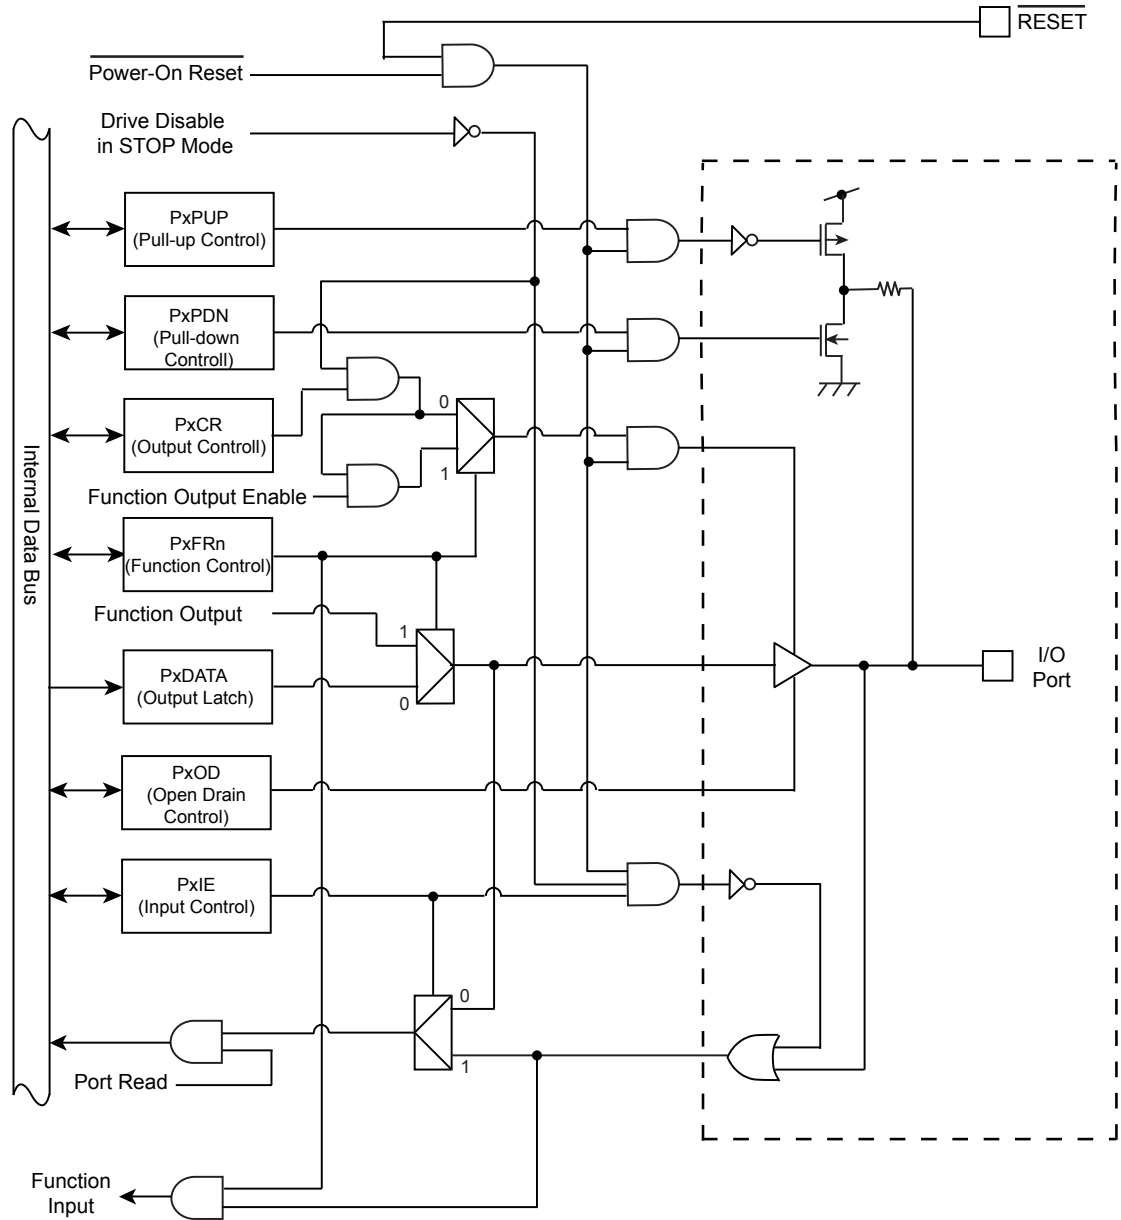 RESET
Power-On Reset
Drive Disable
in STOP Mode
PxPUP
(Pull-up Control)
PxPDN
(Pull-down
Controll)
PxCR
(Output Controll)
0
1
Function Output Enable
PxFRn
(Function Control)
Internal Data Bus
Function Output
1
0
PxDATA
(Output Latch)
I/O
Port
PxOD
(Open Drain
Control)
PxIE
(Input Control)
0
1
Port Read
Function
Input